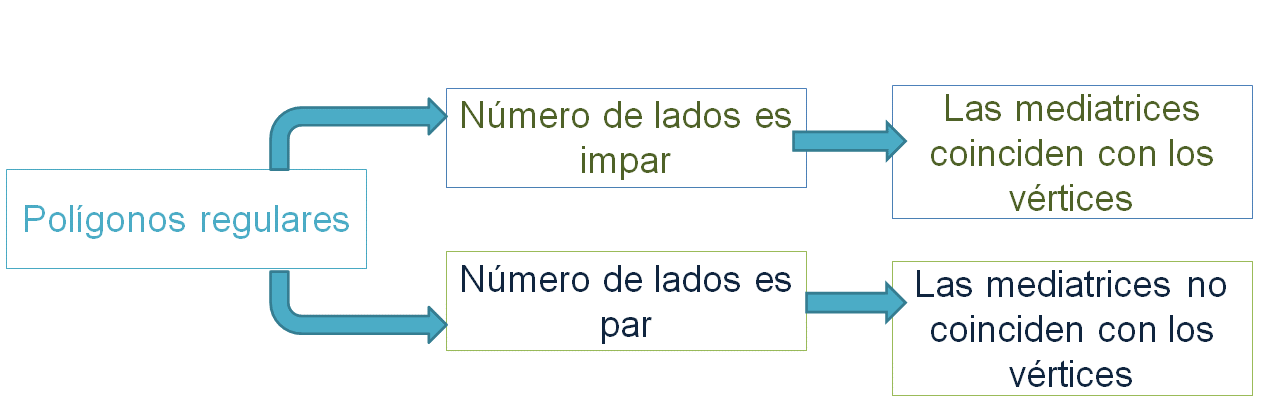 Polígonos regulares
Número de lados es
impar
Las mediatrices
coinciden con los
vértices
Número de lados es
par
Las mediatrices no
coinciden con los
vértices